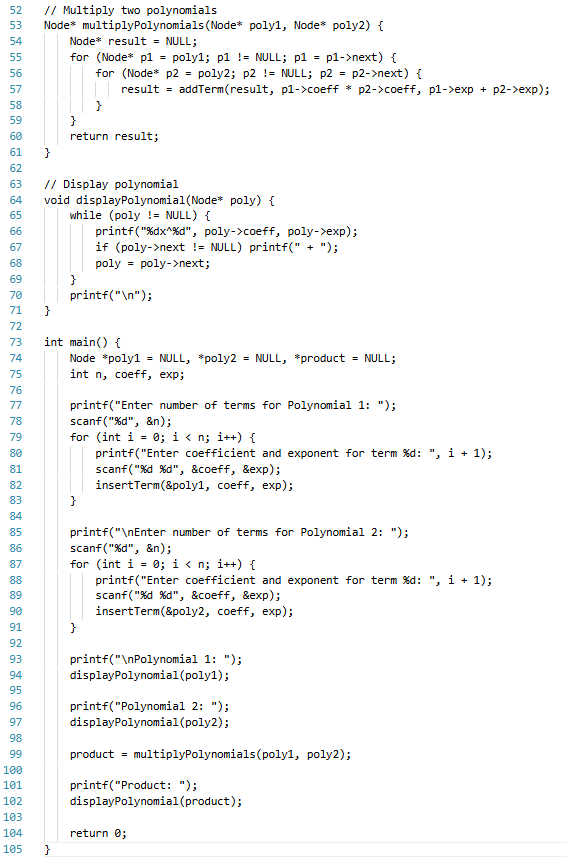 52 // Multiply two polynomials
53 Node* multiplyPolynomials(Node* poly1, Node* poly2) {
54     Node* result = NULL;
55     for (Node* p1 = poly1; p1 != NULL; p1 = p1->next) {
56         for (Node* p2 = poly2; p2 != NULL; p2 = p2->next) {
57             result = addTerm(result, p1->coeff * p2->coeff, p1->exp + p2->exp);
58         }
59     }
60     return result;
61 }
62
63 // Display polynomial
64 void displayPolynomial(Node* poly) {
65     while (poly != NULL) {
66         printf("%dx^%d", poly->coeff, poly->exp);
67         if (poly->next != NULL) printf(" + ");
68         poly = poly->next;
69     }
70     printf("\n");
71 }
72
73 int main() {
74     Node *poly1 = NULL, *poly2 = NULL, *product = NULL;
75     int n, coeff, exp;
76
77     printf("Enter number of terms for Polynomial 1: ");
78     scanf("%d", &n);
79     for (int i = 0; i < n; i++) {
80         printf("Enter coefficient and exponent for term %d: ", i + 1);
81         scanf("%d %d", &coeff, &exp);
82         insertTerm(&poly1, coeff, exp);
83     }
84
85     printf("\nEnter number of terms for Polynomial 2: ");
86     scanf("%d", &n);
87     for (int i = 0; i < n; i++) {
88         printf("Enter coefficient and exponent for term %d: ", i + 1);
89         scanf("%d %d", &coeff, &exp);
90         insertTerm(&poly2, coeff, exp);
91     }
92
93     printf("\nPolynomial 1: ");
94     displayPolynomial(poly1);
95
96     printf("Polynomial 2: ");
97     displayPolynomial(poly2);
98
99     product = multiplyPolynomials(poly1, poly2);
100
101     printf("Product: ");
102     displayPolynomial(product);
103
104     return 0;
105 }